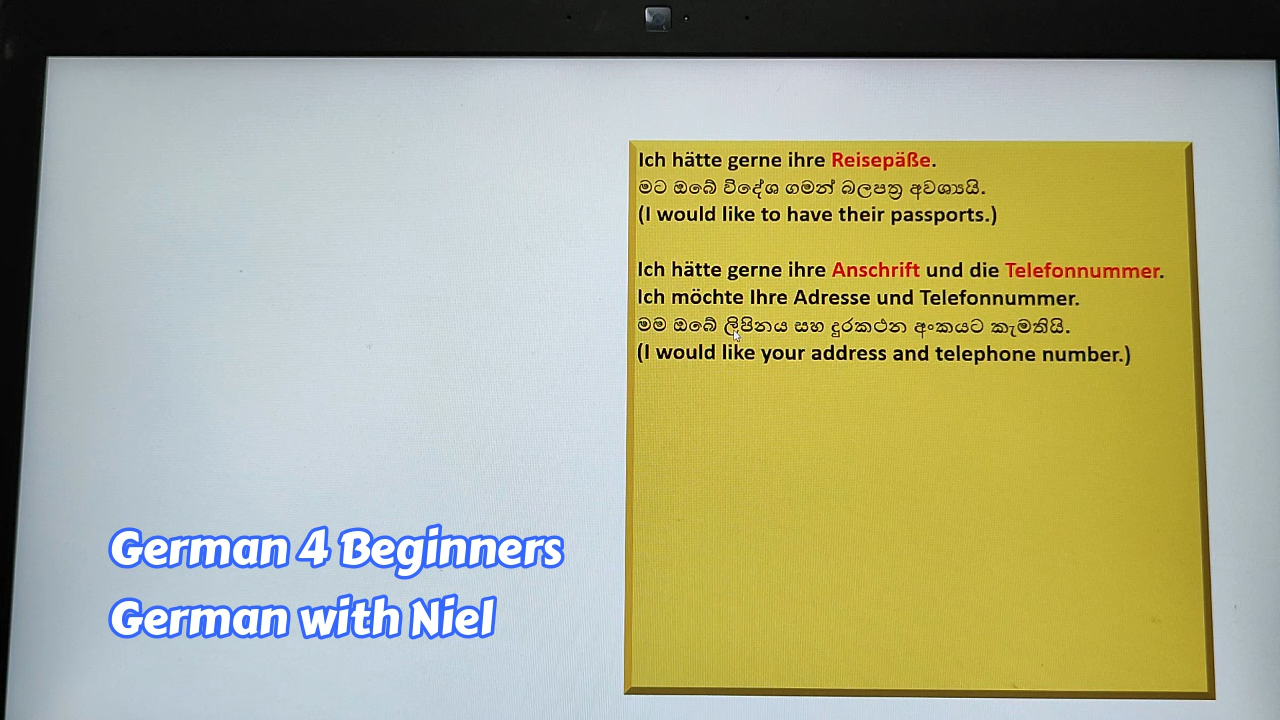 Ich hätte gerne ihre Reisepäße.
මට ඔබේ විදේශ ගමන් බලපත්‍ර අවශ්‍යයි.
(I would like to have their passports.)
Ich hätte gerne ihre Anschrift und die Telefonnummer.
Ich möchte Ihre Adresse und Telefonnummer.
මම ඔබේ ලිපිනය සහ දුරකථන අංකයට කැමතියි.
(I would like your address and telephone number.)
German 4 Beginners
German with Niel